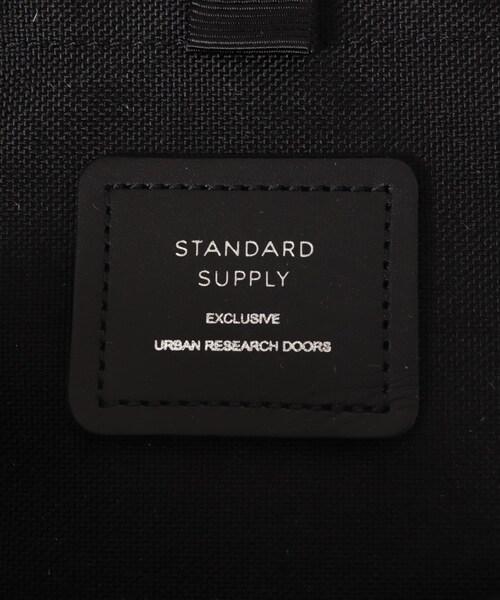 STANDARD
SUPPLY
EXCLUSIVE
URBAN RESEARCH DOORS